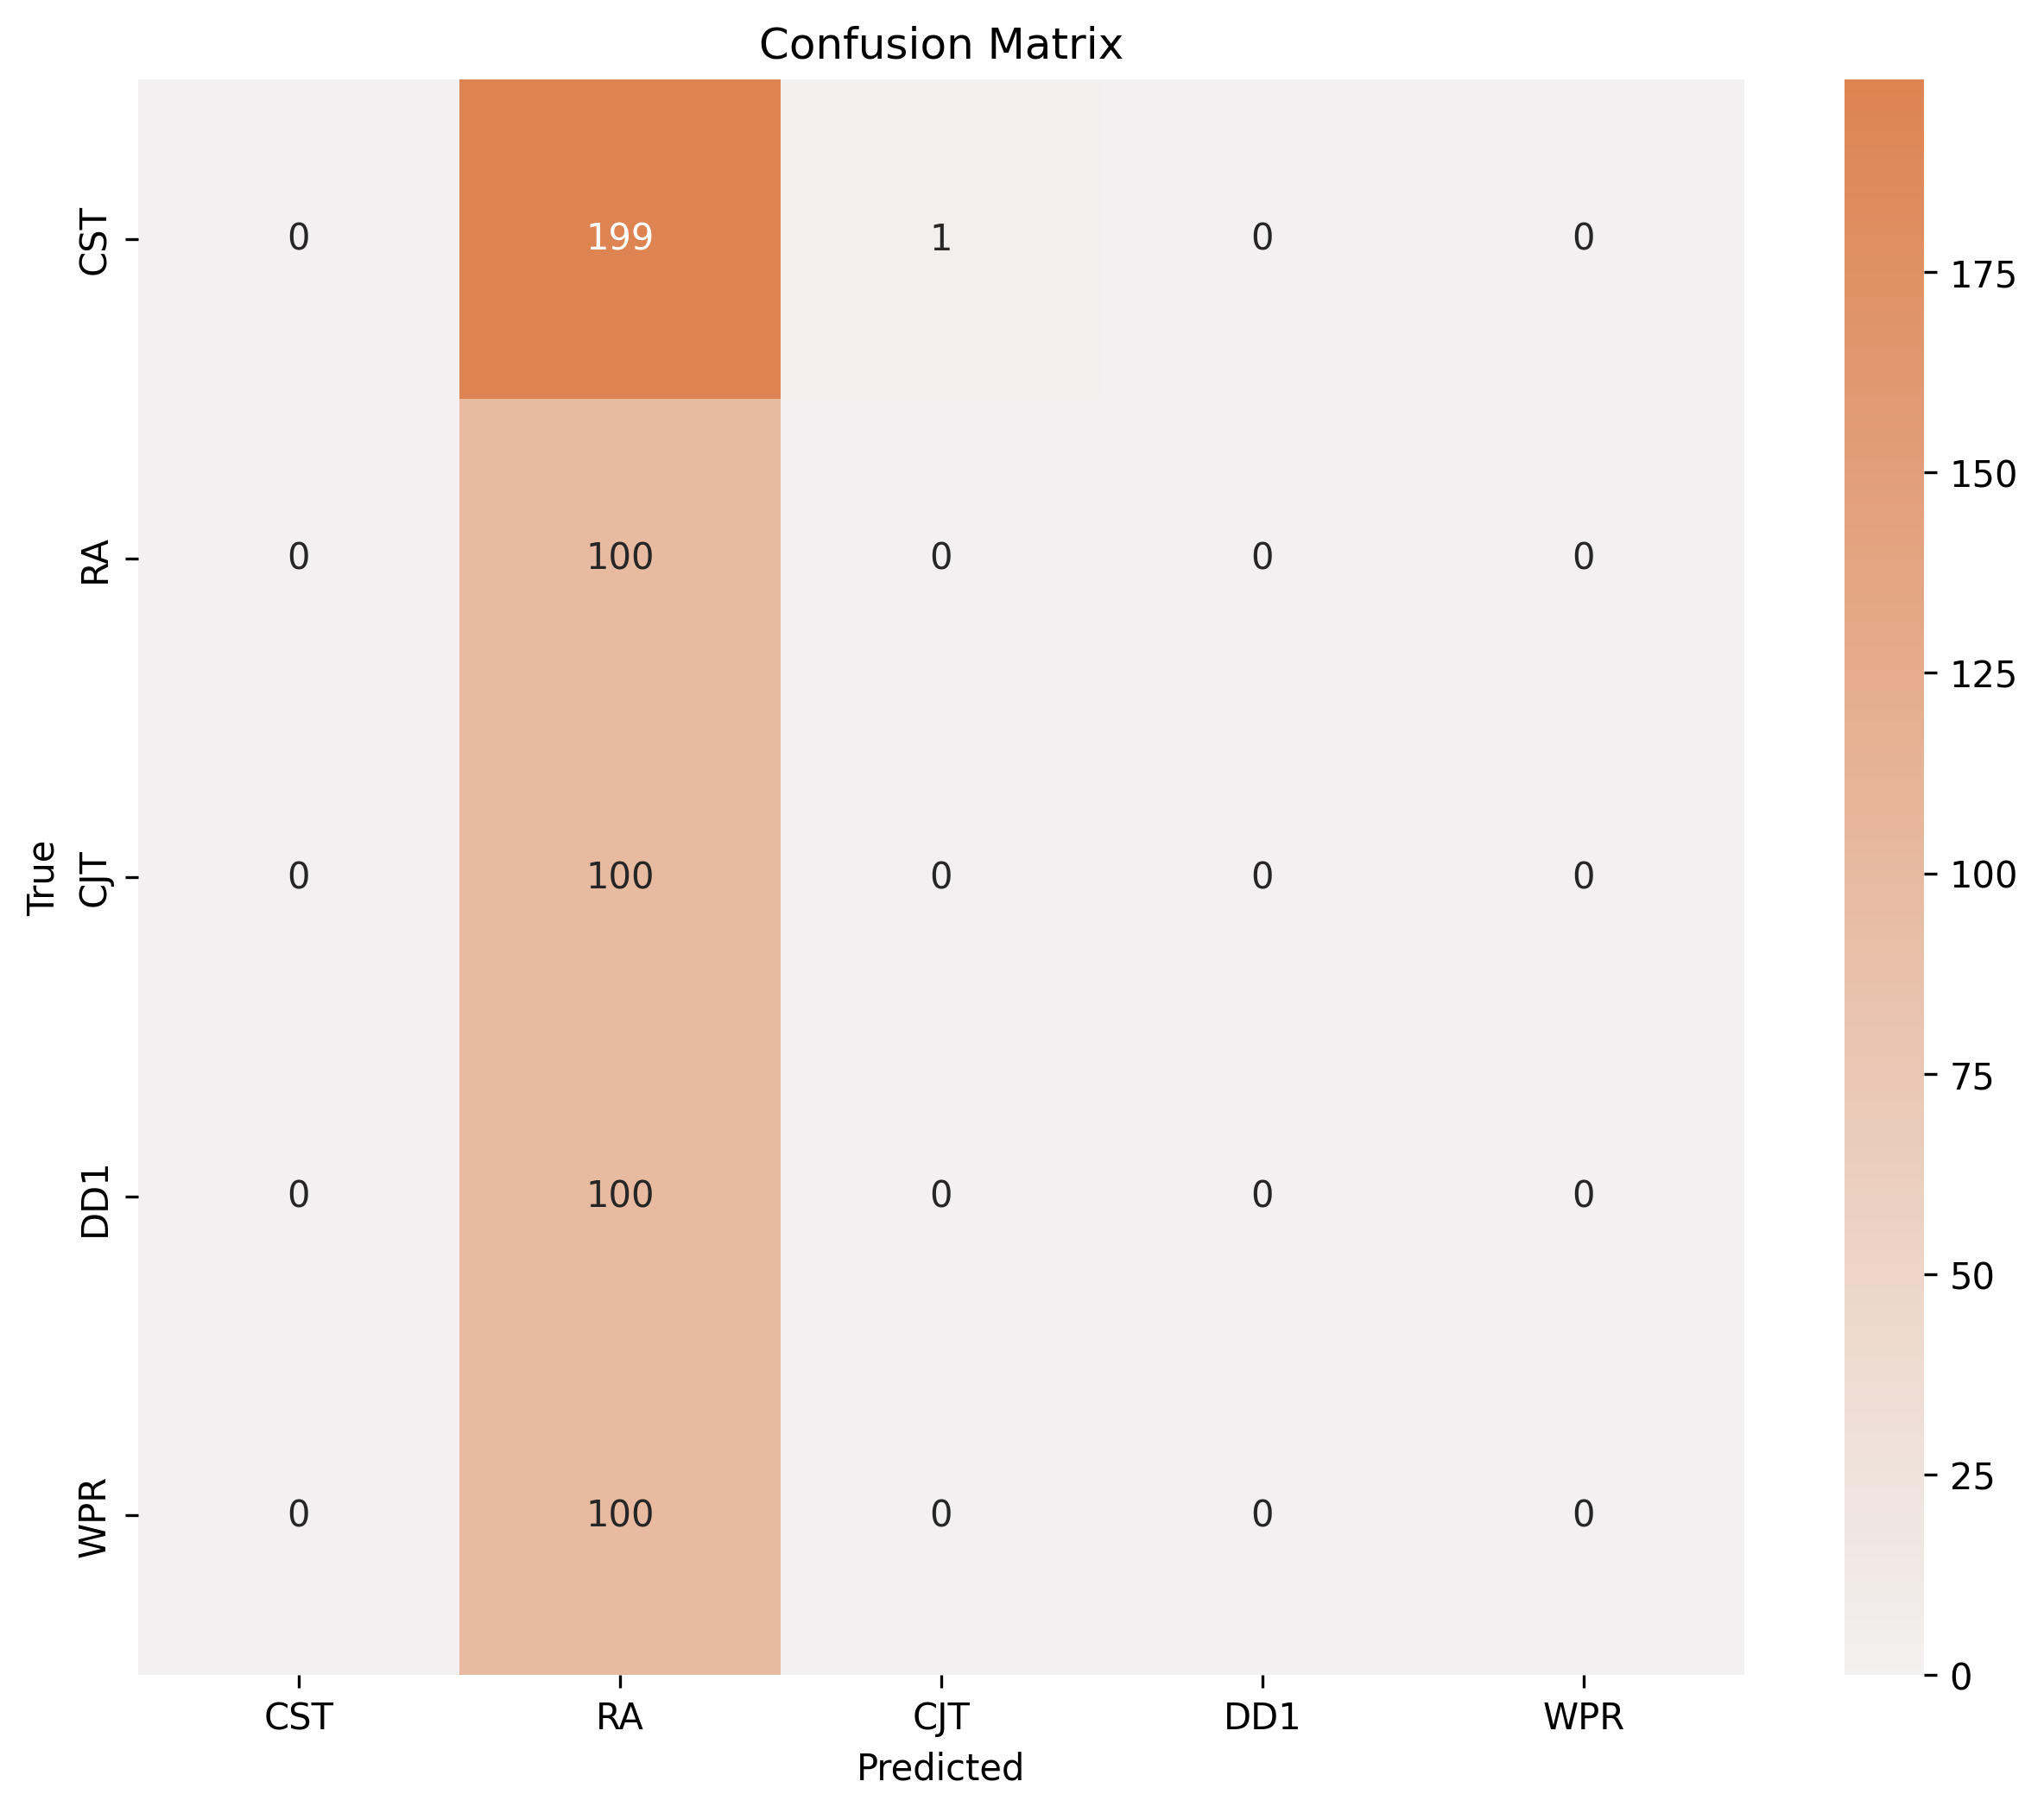 Confusion Matrix
True
CST 0 199 1 0 0
RA 0 100 0 0 0
CJT 0 100 0 0 0
DD1 0 100 0 0 0
WPR 0 100 0 0 0
CST RA CJT DD1 WPR
Predicted
175
150
125
100
75
50
25
0